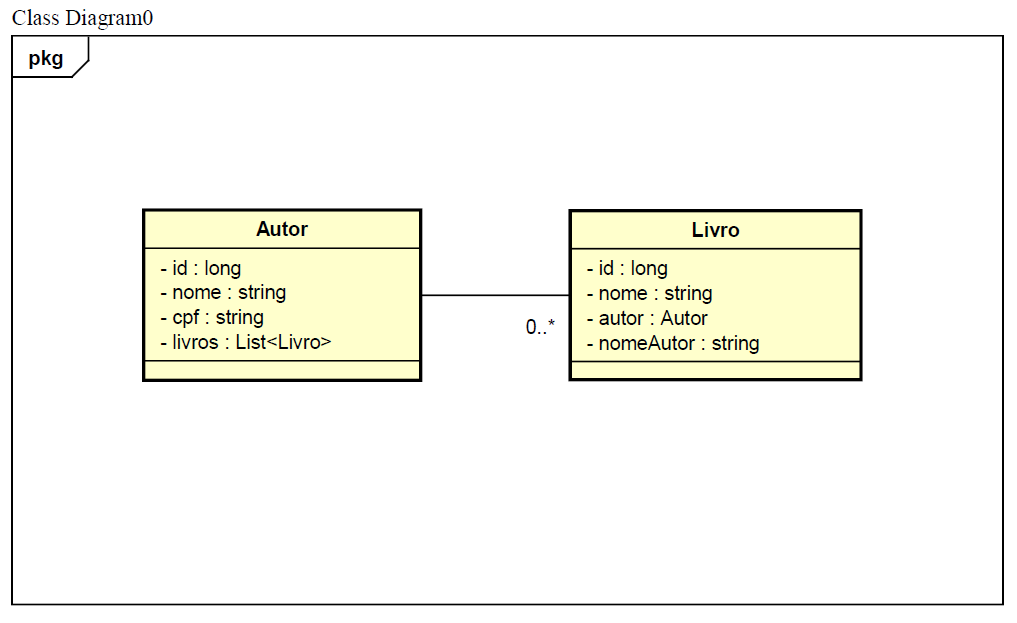 Class Diagram0
pkg
Autor
- id : long
- nome : string
- cpf : string
- livros : List<Livro>
0..*
Livro
- id : long
- nome : string
- autor : Autor
- nomeAutor : string